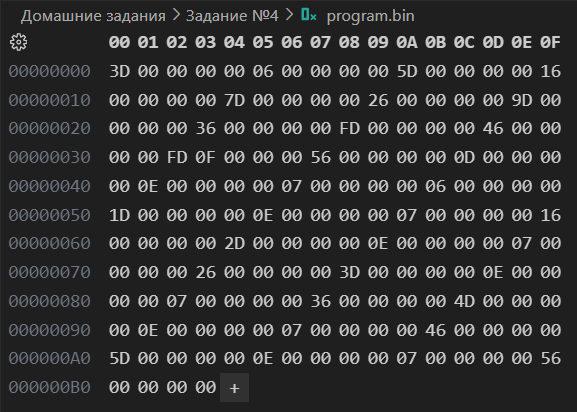 Домашние задания > Задание №4 > program.bin
00 01 02 03 04 05 06 07 08 09 0A 0B 0C 0D 0E 0F
00000000 3D 00 00 00 00 06 00 00 00 00 5D 00 00 00 00 16
00000010 00 00 00 00 7D 00 00 00 00 26 00 00 00 00 9D 00
00000020 00 00 00 36 00 00 00 00 FD 00 00 00 00 46 00 00
00000030 00 00 FD 0F 00 00 00 56 00 00 00 00 0D 00 00 00
00000040 00 0E 00 00 00 00 07 00 00 00 00 06 00 00 00 00
00000050 1D 00 00 00 00 0E 00 00 00 00 07 00 00 00 00 16
00000060 00 00 00 00 2D 00 00 00 00 0E 00 00 00 00 07 00
00000070 00 00 00 26 00 00 00 00 3D 00 00 00 00 0E 00 00
00000080 00 00 07 00 00 00 00 36 00 00 00 00 4D 00 00 00
00000090 00 0E 00 00 00 00 07 00 00 00 00 46 00 00 00 00
000000A0 5D 00 00 00 00 0E 00 00 00 00 07 00 00 00 00 56
000000B0 00 00 00 00 +